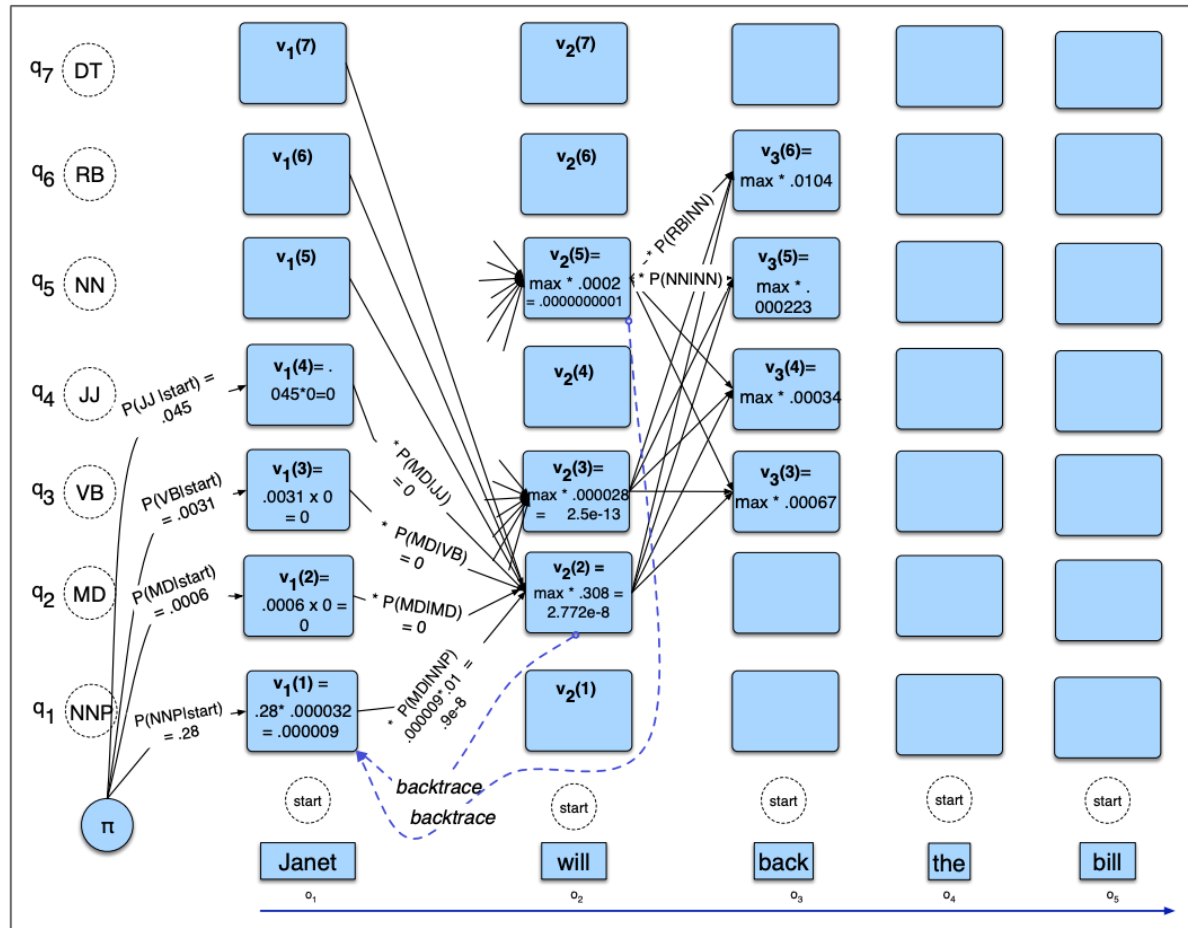 q7 DT
v1(7)
v2(7)
q6 RB
v1(6)
v2(6)
v3(6)=
max * .0104
* P(RB|NN)
q5 NN
v1(5)
v2(5)=
max * .0002
= .0000000001
* P(NN|NN)
v3(5)=
max * .
000223
q4 JJ
P(JJ |start) =
.045
v1(4)= .
045*0=0
* P(MD|JJ)
= 0
v2(4)
v3(4)=
max * .00034
q3 VB
P(VB|start)
= .0031
v1(3)=
.0031 x 0
= 0
* P(MD|VB)
= 0
v2(3)=
max * .000028
= 2.5e-13
v3(3)=
max * .00067
q2 MD
P(MD|start)
= .0006
v1(2)=
.0006 x 0 =
0
* P(MD|MD)
= 0
v2(2) =
max * .308 =
2.772e-8
q1 NNP
P(NNP|start)
= .28
v1(1) =
.28* .000032
= .000009
* P(MD|NNP)
.000009*.01 =
.9e-8
v2(1)
backtrace
backtrace
π
start
start
start
start
start
Janet
will
back
the
bill
o1
o2
o3
o4
o5